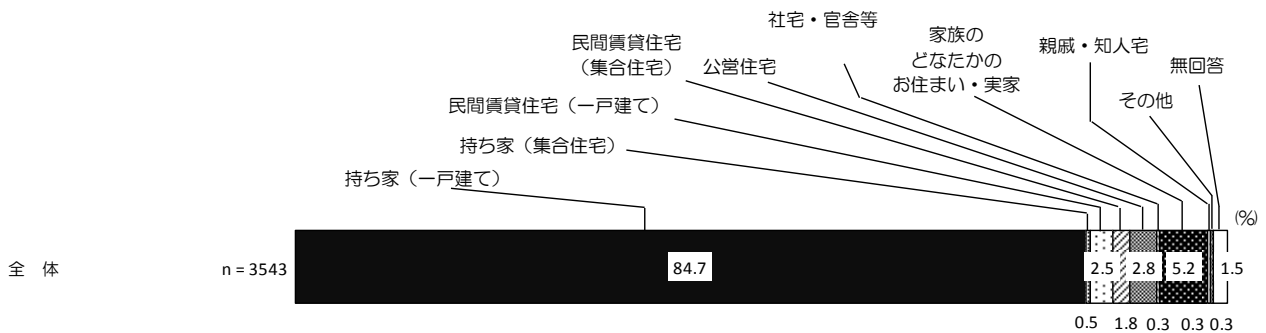 社宅・官舎等
民間賃貸住宅
（集合住宅）
公営住宅
家族の
どなたかの
お住まい・実家
親戚・知人宅
無回答
その他
民間賃貸住宅（一戸建て）
持ち家（集合住宅）
持ち家（一戸建て）
(%)
全　体
n = 3543
84.7
2.5
2.8
5.2
1.5
0.5
1.8
0.3
0.3
0.3